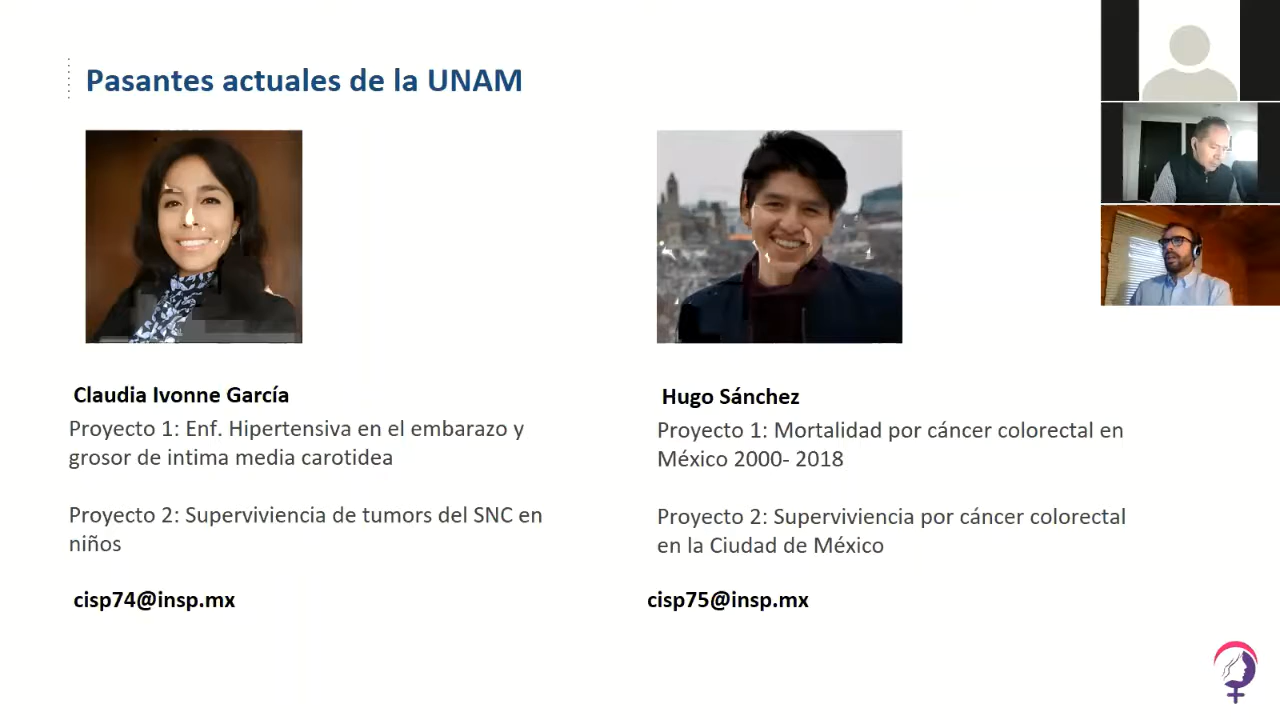 Pasantes actuales de la UNAM
Claudia Ivonne García
Proyecto 1: Enf. Hipertensiva en el embarazo y
grosor de intima media carotidea
Proyecto 2: Superviviencia de tumors del SNC en
niños
cisp74@insp.mx
Hugo Sánchez
Proyecto 1: Mortalidad por cáncer colorectal en
México 2000- 2018
Proyecto 2: Superviviencia por cáncer colorectal
en la Ciudad de México
cisp75@insp.mx